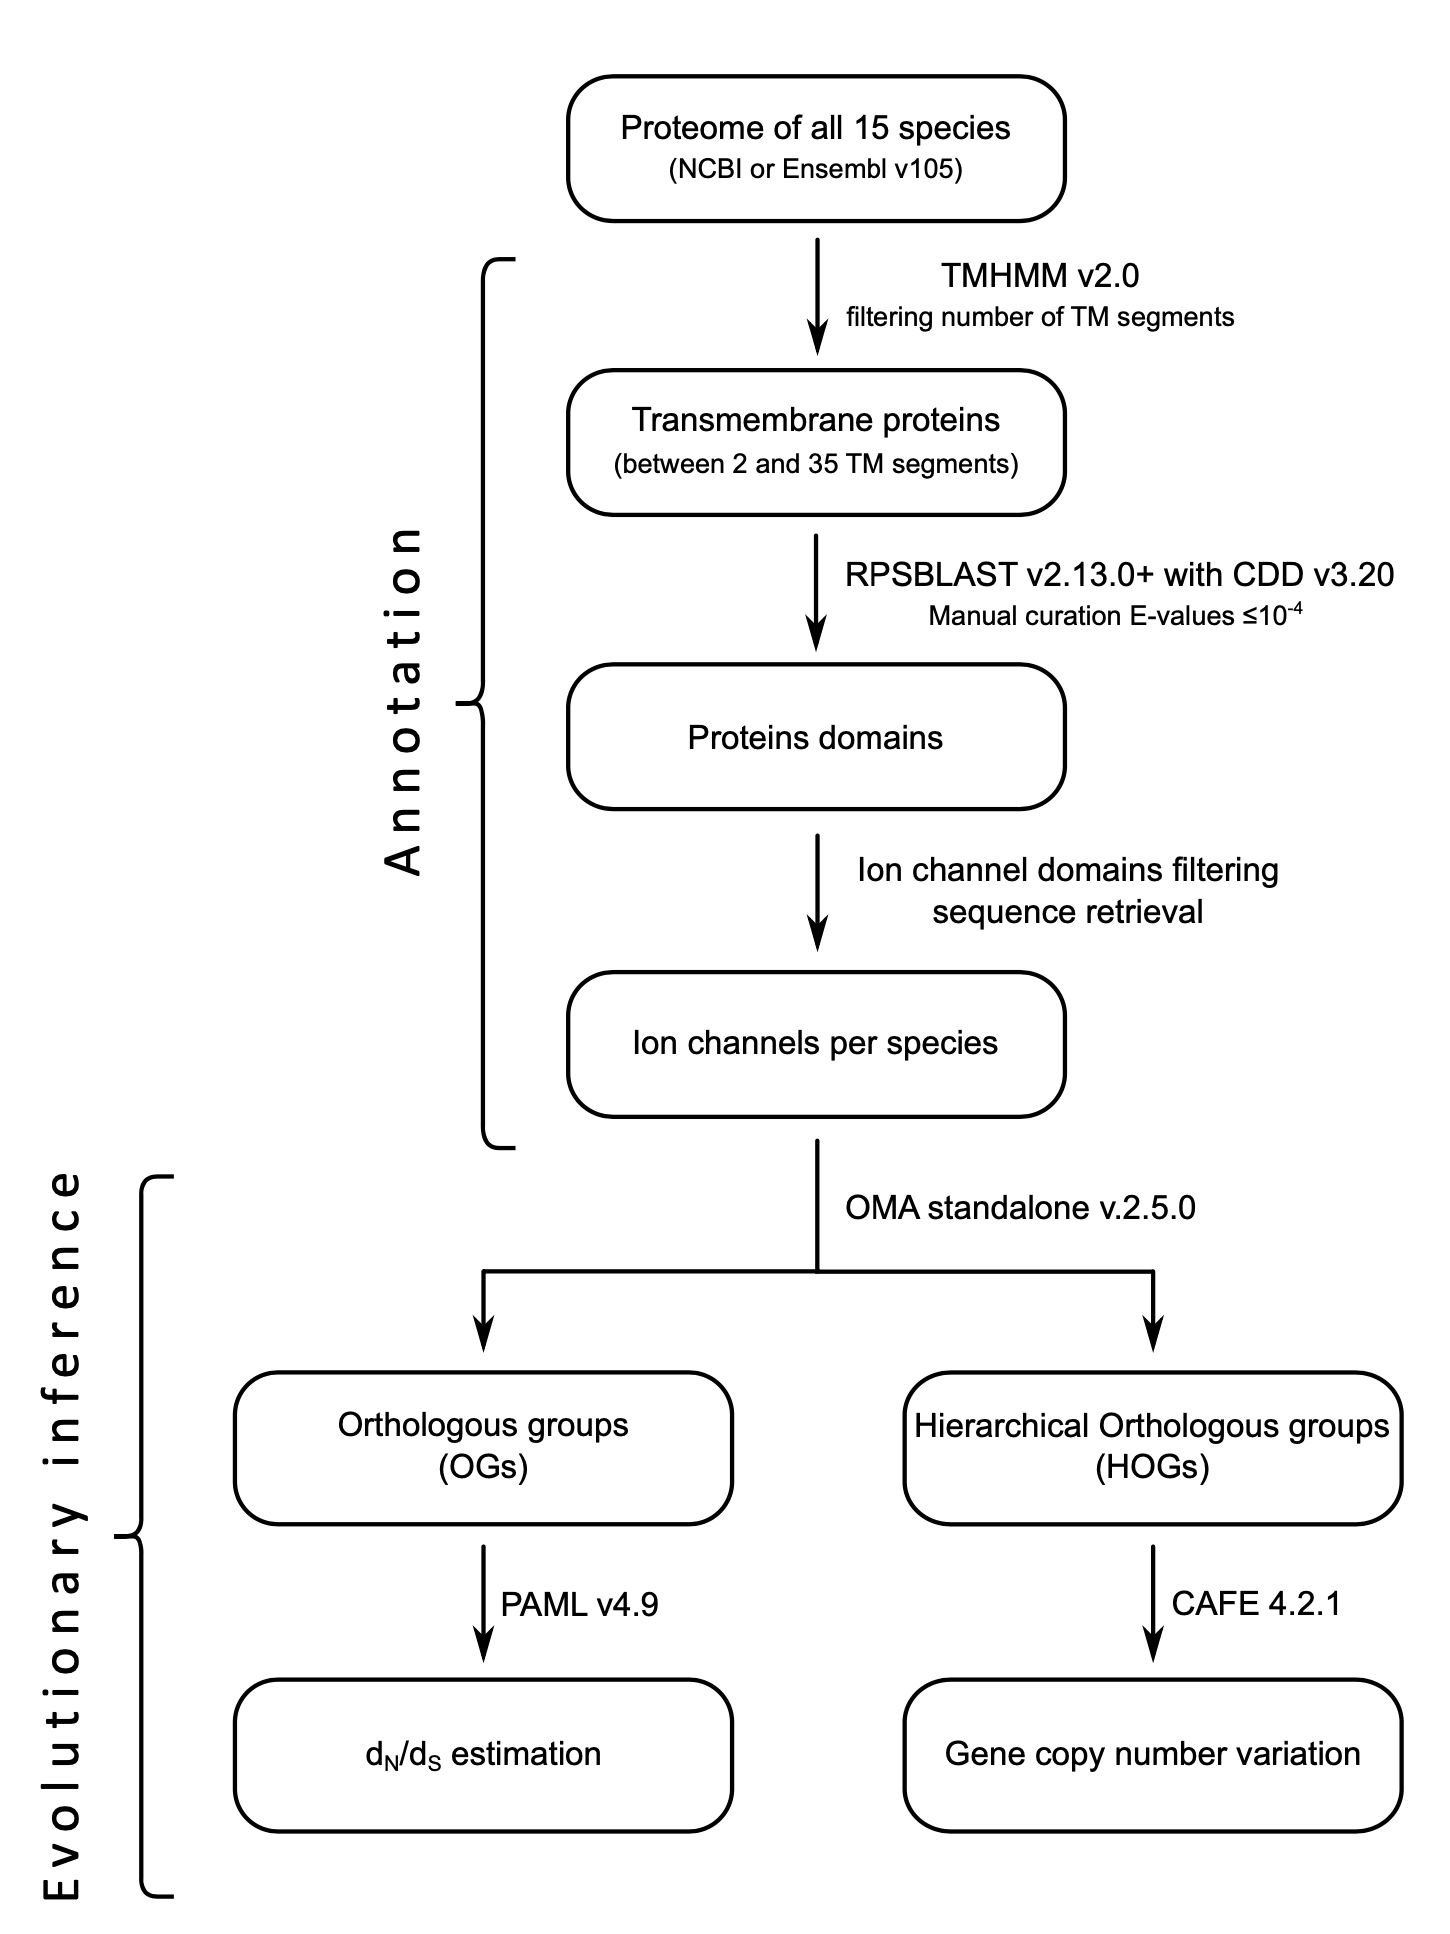 Proteome of all 15 species
(NCBI or Ensembl v105)
TMHMM v2.0
filtering number of TM segments
Transmembrane proteins
(between 2 and 35 TM segments)
RPSBLAST v2.13.0+ with CDD v3.20
Manual curation E-values ≤10⁻⁴
Proteins domains
Ion channel domains filtering
sequence retrieval
Ion channels per species
Annotation
OMA standalone v.2.5.0
Orthologous groups
(OGs)
Hierarchical Orthologous groups
(HOGs)
PAML v4.9
CAFE 4.2.1
dN/dS estimation
Gene copy number variation
Evolutionary inference